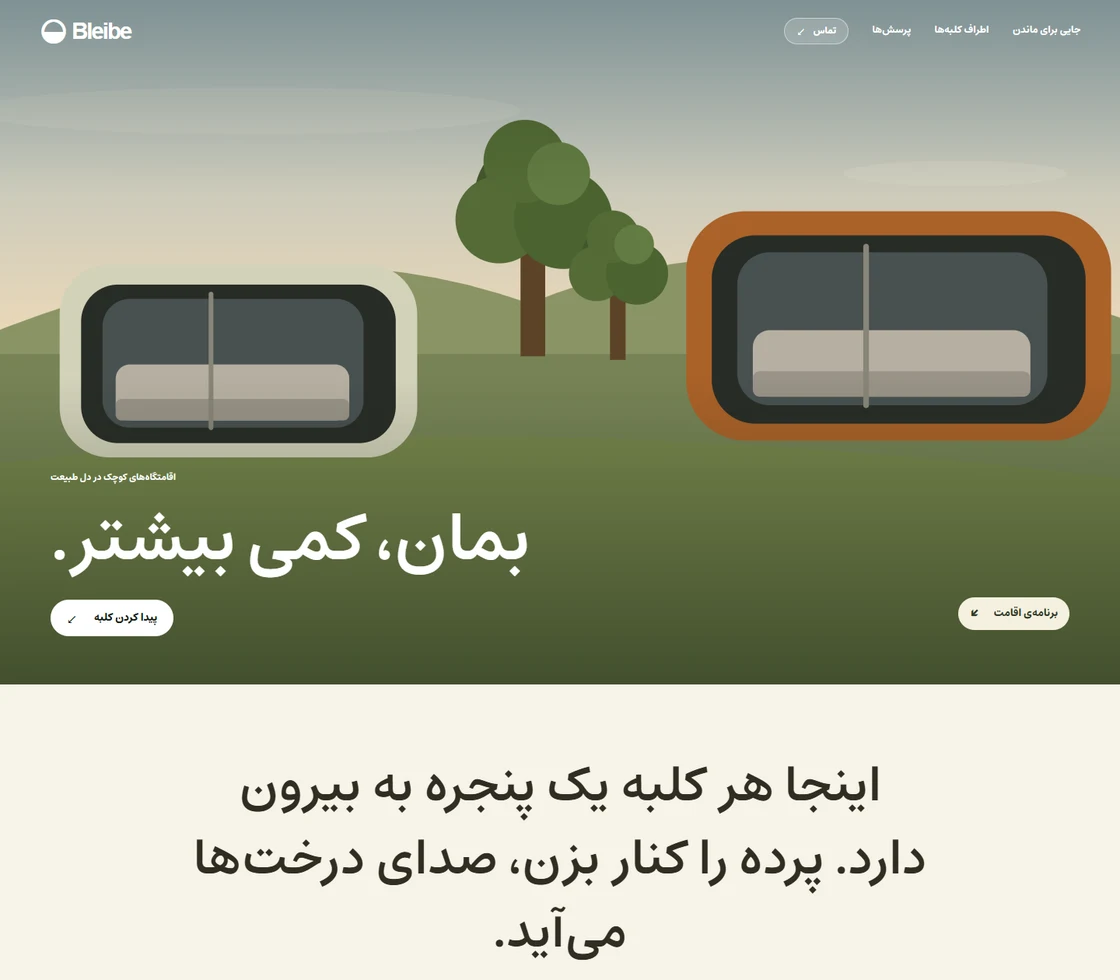 Bleibe
جایی برای ماندن
اطراف کلبه‌ها
پرسش‌ها
تماس
اقامتگاه‌های کوچک در دل طبیعت
بمان، کمی بیشتر.
پیدا کردن کلبه
برنامه‌ی اقامت
اینجا هر کلبه یک پنجره به بیرون
دارد. پرده را کنار بزن، صدای درخت‌ها
می‌آید.